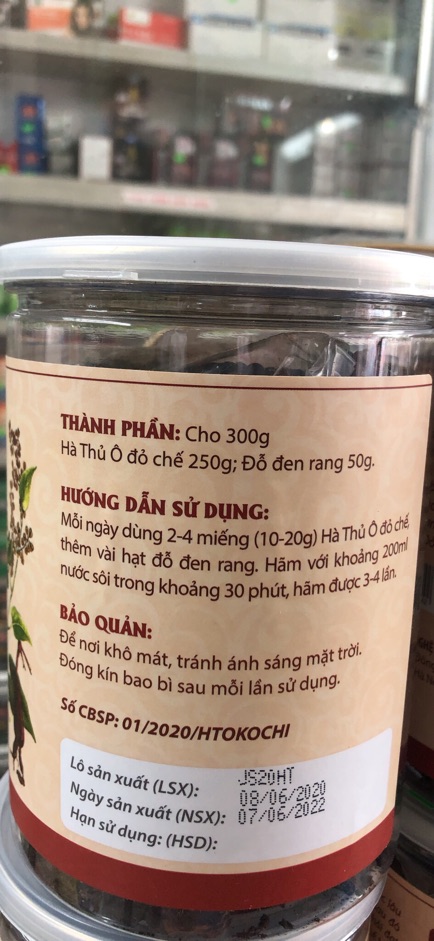 THÀNH PHẦN: Cho 300g
Hà Thủ Ô đỏ chế 250g; Đỗ đen rang 50g.
HƯỚNG DẪN SỬ DỤNG:
Mỗi ngày dùng 2-4 miếng (10-20g) Hà Thủ Ô đỏ chế,
thêm vài hạt đỗ đen rang. Hãm với khoảng 200ml
nước sôi trong khoảng 30 phút, hãm được 3-4 lần.
BẢO QUẢN:
Để nơi khô mát, tránh ánh sáng mặt trời.
Đóng kín bao bì sau mỗi lần sử dụng.
Số CBSP: 01/2020/HTOKOCHI
Lô sản xuất (LSX): JS20HT
Ngày sản xuất (NSX): 08/06/2020
Hạn sử dụng: (HSD): 07/06/2022